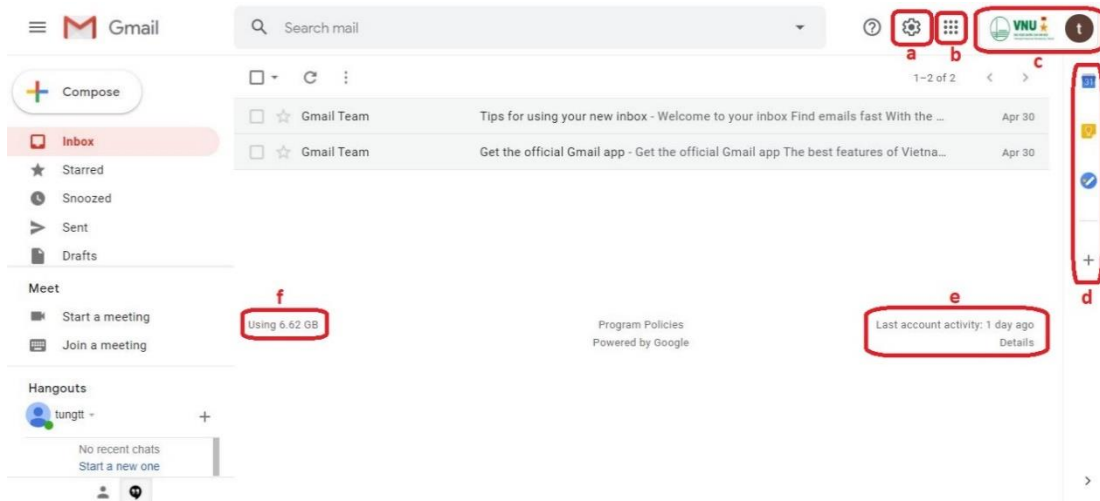 Gmail
Search mail
a
b
VNU
t
c
Compose
1–2 of 2
31
Gmail Team Tips for using your new inbox - Welcome to your inbox Find emails fast With the ... Apr 30
Inbox
Gmail Team Get the official Gmail app - Get the official Gmail app The best features of Vietna... Apr 30
Starred
Snoozed
Sent
Drafts
Meet
f
e
d
Start a meeting
Using 6.62 GB
Program Policies
Last account activity: 1 day ago
Join a meeting
Powered by Google
Details
Hangouts
tungtt
No recent chats
Start a new one